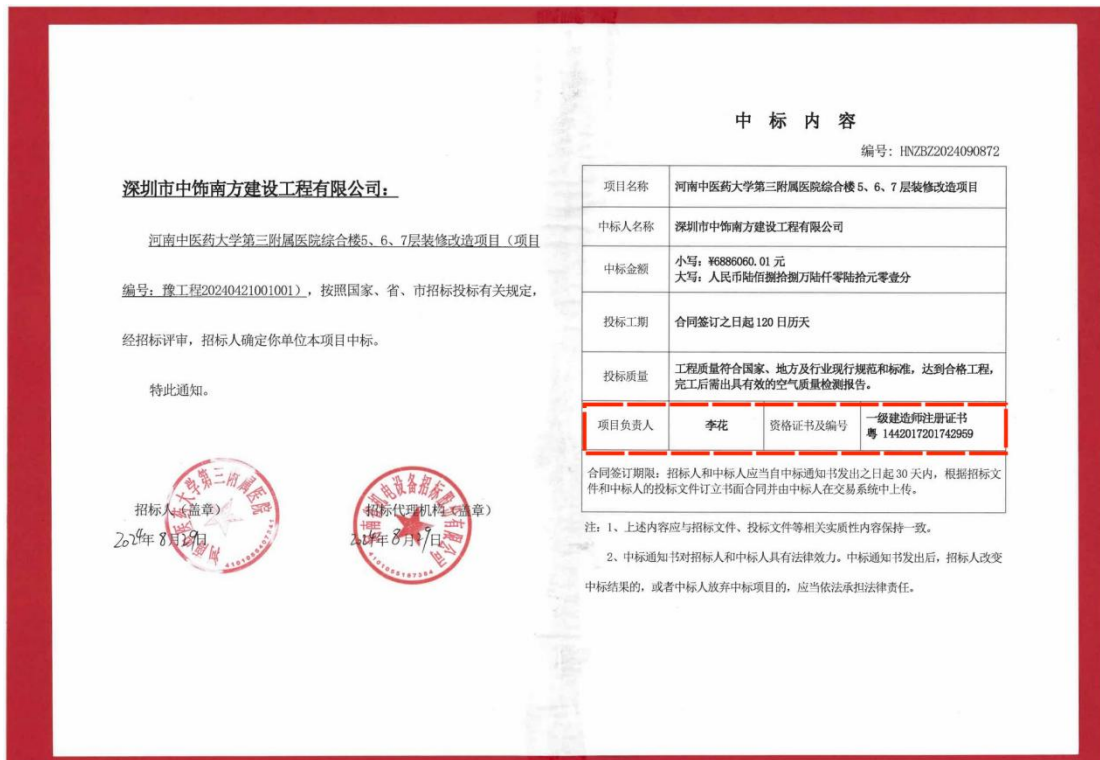 深圳市中饰南方建设工程有限公司：
河南中医药大学第三附属医院综合楼5、6、7层装修改造项目（项目
编号：豫工程20240421001001），按照国家、省、市招标投标有关规定，
经招标评审，招标人确定你单位本项目中标。
特此通知。
招标人（盖章）
2024年8月29日
招标代理机构（盖章）
2024年8月29日
中标内容
编号：HNZBZ2024090872
项目名称 河南中医药大学第三附属医院综合楼5、6、7层装修改造项目
中标人名称 深圳市中饰南方建设工程有限公司
中标金额 小写：¥6886060.01元
大写：人民币陆佰捌拾捌万陆仟零陆拾元零壹分
投标工期 合同签订之日起120日历天
投标质量 工程质量符合国家、地方及行业现行规范和标准，达到合格工程，
完工后需出具有效的空气质量检测报告。
项目负责人 李花 资格证书及编号 一级建造师注册证书
粤 1442017201742959
合同签订期限：招标人和中标人应当自中标通知书发出之日起30天内，根据招标文
件和中标人的投标文件订立书面合同并由中标人在交易系统中上传。
注：1、上述内容应与招标文件、投标文件等相关实质性内容保持一致。
2、中标通知书对招标人和中标人具有法律效力。中标通知书发出后，招标人改变
中标结果的，或者中标人放弃中标项目的，应当依法承担法律责任。